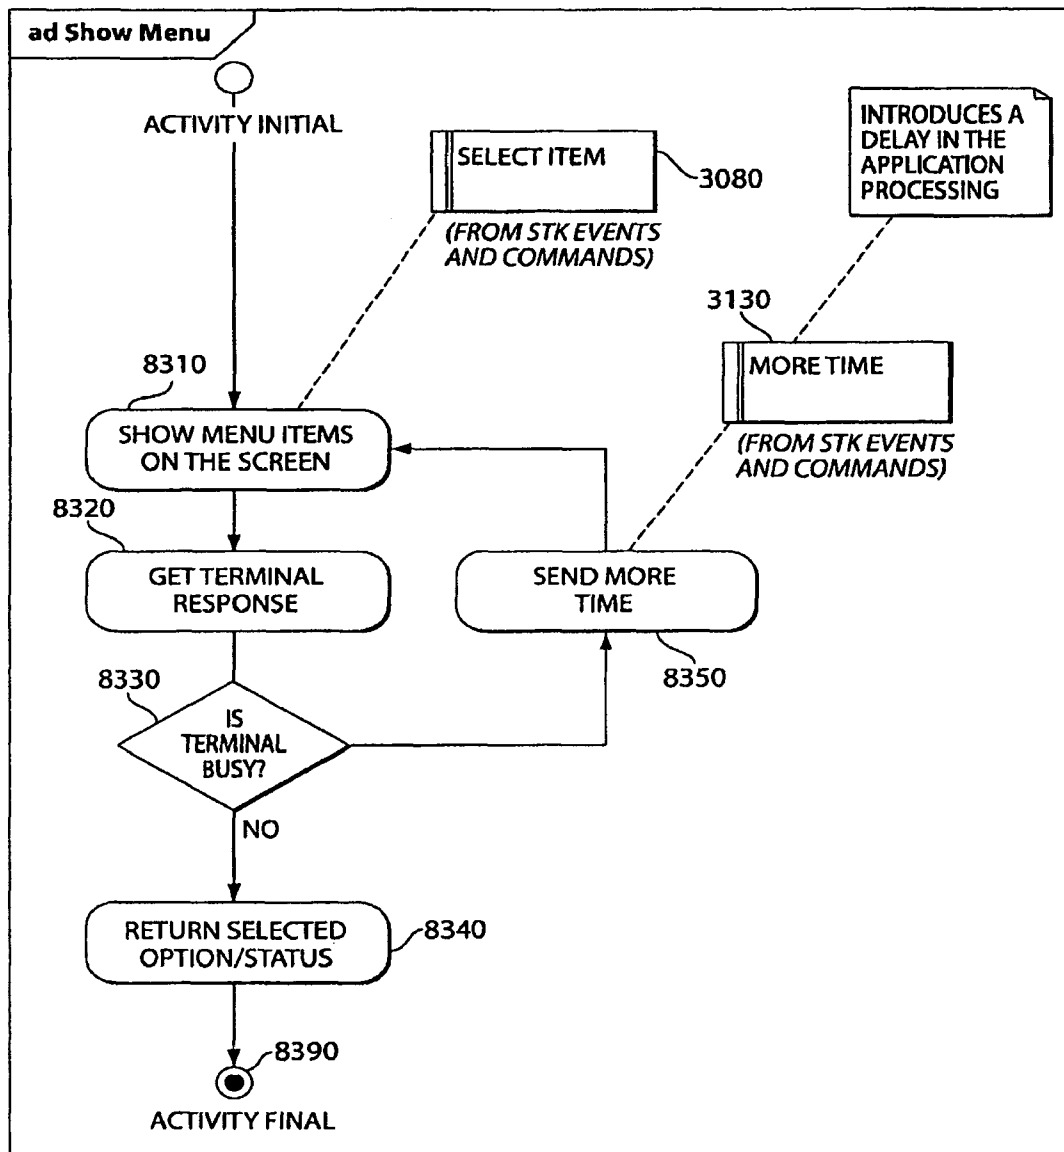 ad Show Menu
ACTIVITY INITIAL
SELECT ITEM
3080
(FROM STK EVENTS
AND COMMANDS)
INTRODUCES A
DELAY IN THE
APPLICATION
PROCESSING
3130
MORE TIME
(FROM STK EVENTS
AND COMMANDS)
8310
SHOW MENU ITEMS
ON THE SCREEN
8320
GET TERMINAL
RESPONSE
SEND MORE
TIME
8350
8330
IS
TERMINAL
BUSY?
NO
RETURN SELECTED
OPTION/STATUS
8340
8390
ACTIVITY FINAL